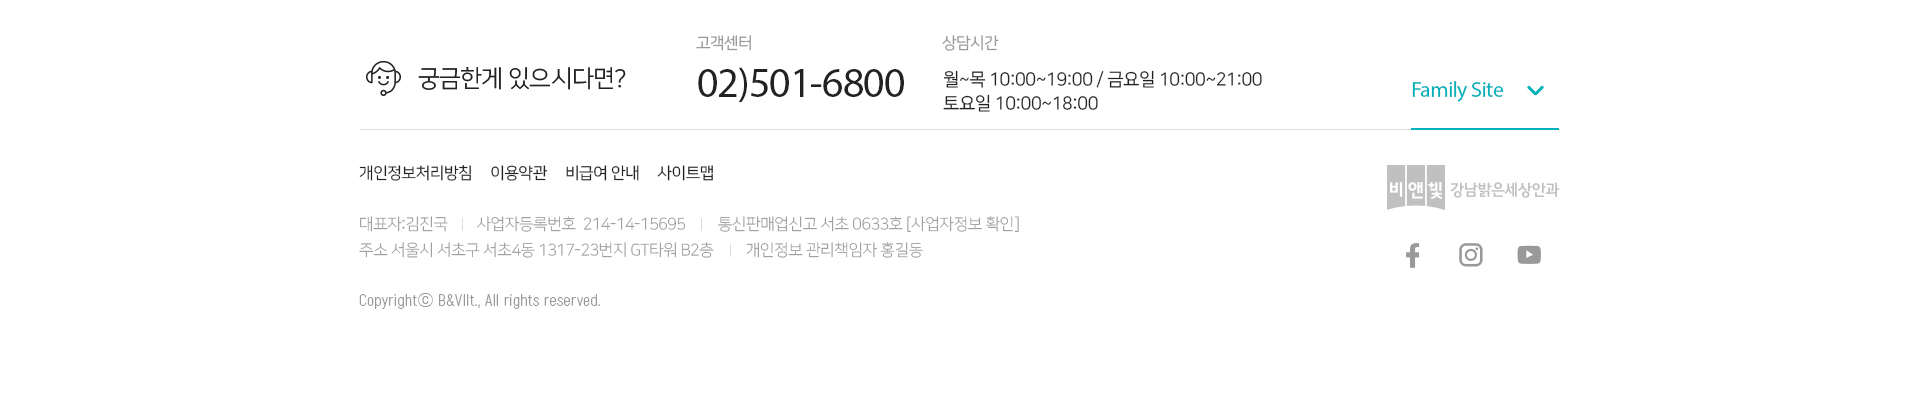 궁금한게 있으시다면?
고객센터
02)501-6800
상담시간
월~목 10:00~19:00 / 금요일 10:00~21:00
토요일 10:00~18:00
Family Site
개인정보처리방침 이용약관 비급여 안내 사이트맵
비앤빛 강남밝은세상안과
대표자:김진국 | 사업자등록번호 214-14-15695 | 통신판매업신고 서초 0633호 [사업자정보 확인]
주소 서울시 서초구 서초4동 1317-23번지 GT타워 B2층 | 개인정보 관리책임자 홍길동
Copyrightⓒ B&VIIt., All rights reserved.